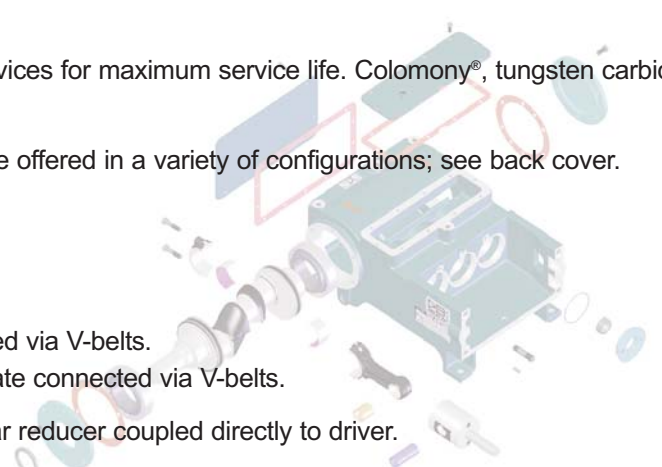 vices for maximum service life. Colomony®, tungsten carbid
e offered in a variety of configurations; see back cover.
ed via V-belts.
ate connected via V-belts.
ar reducer coupled directly to driver.